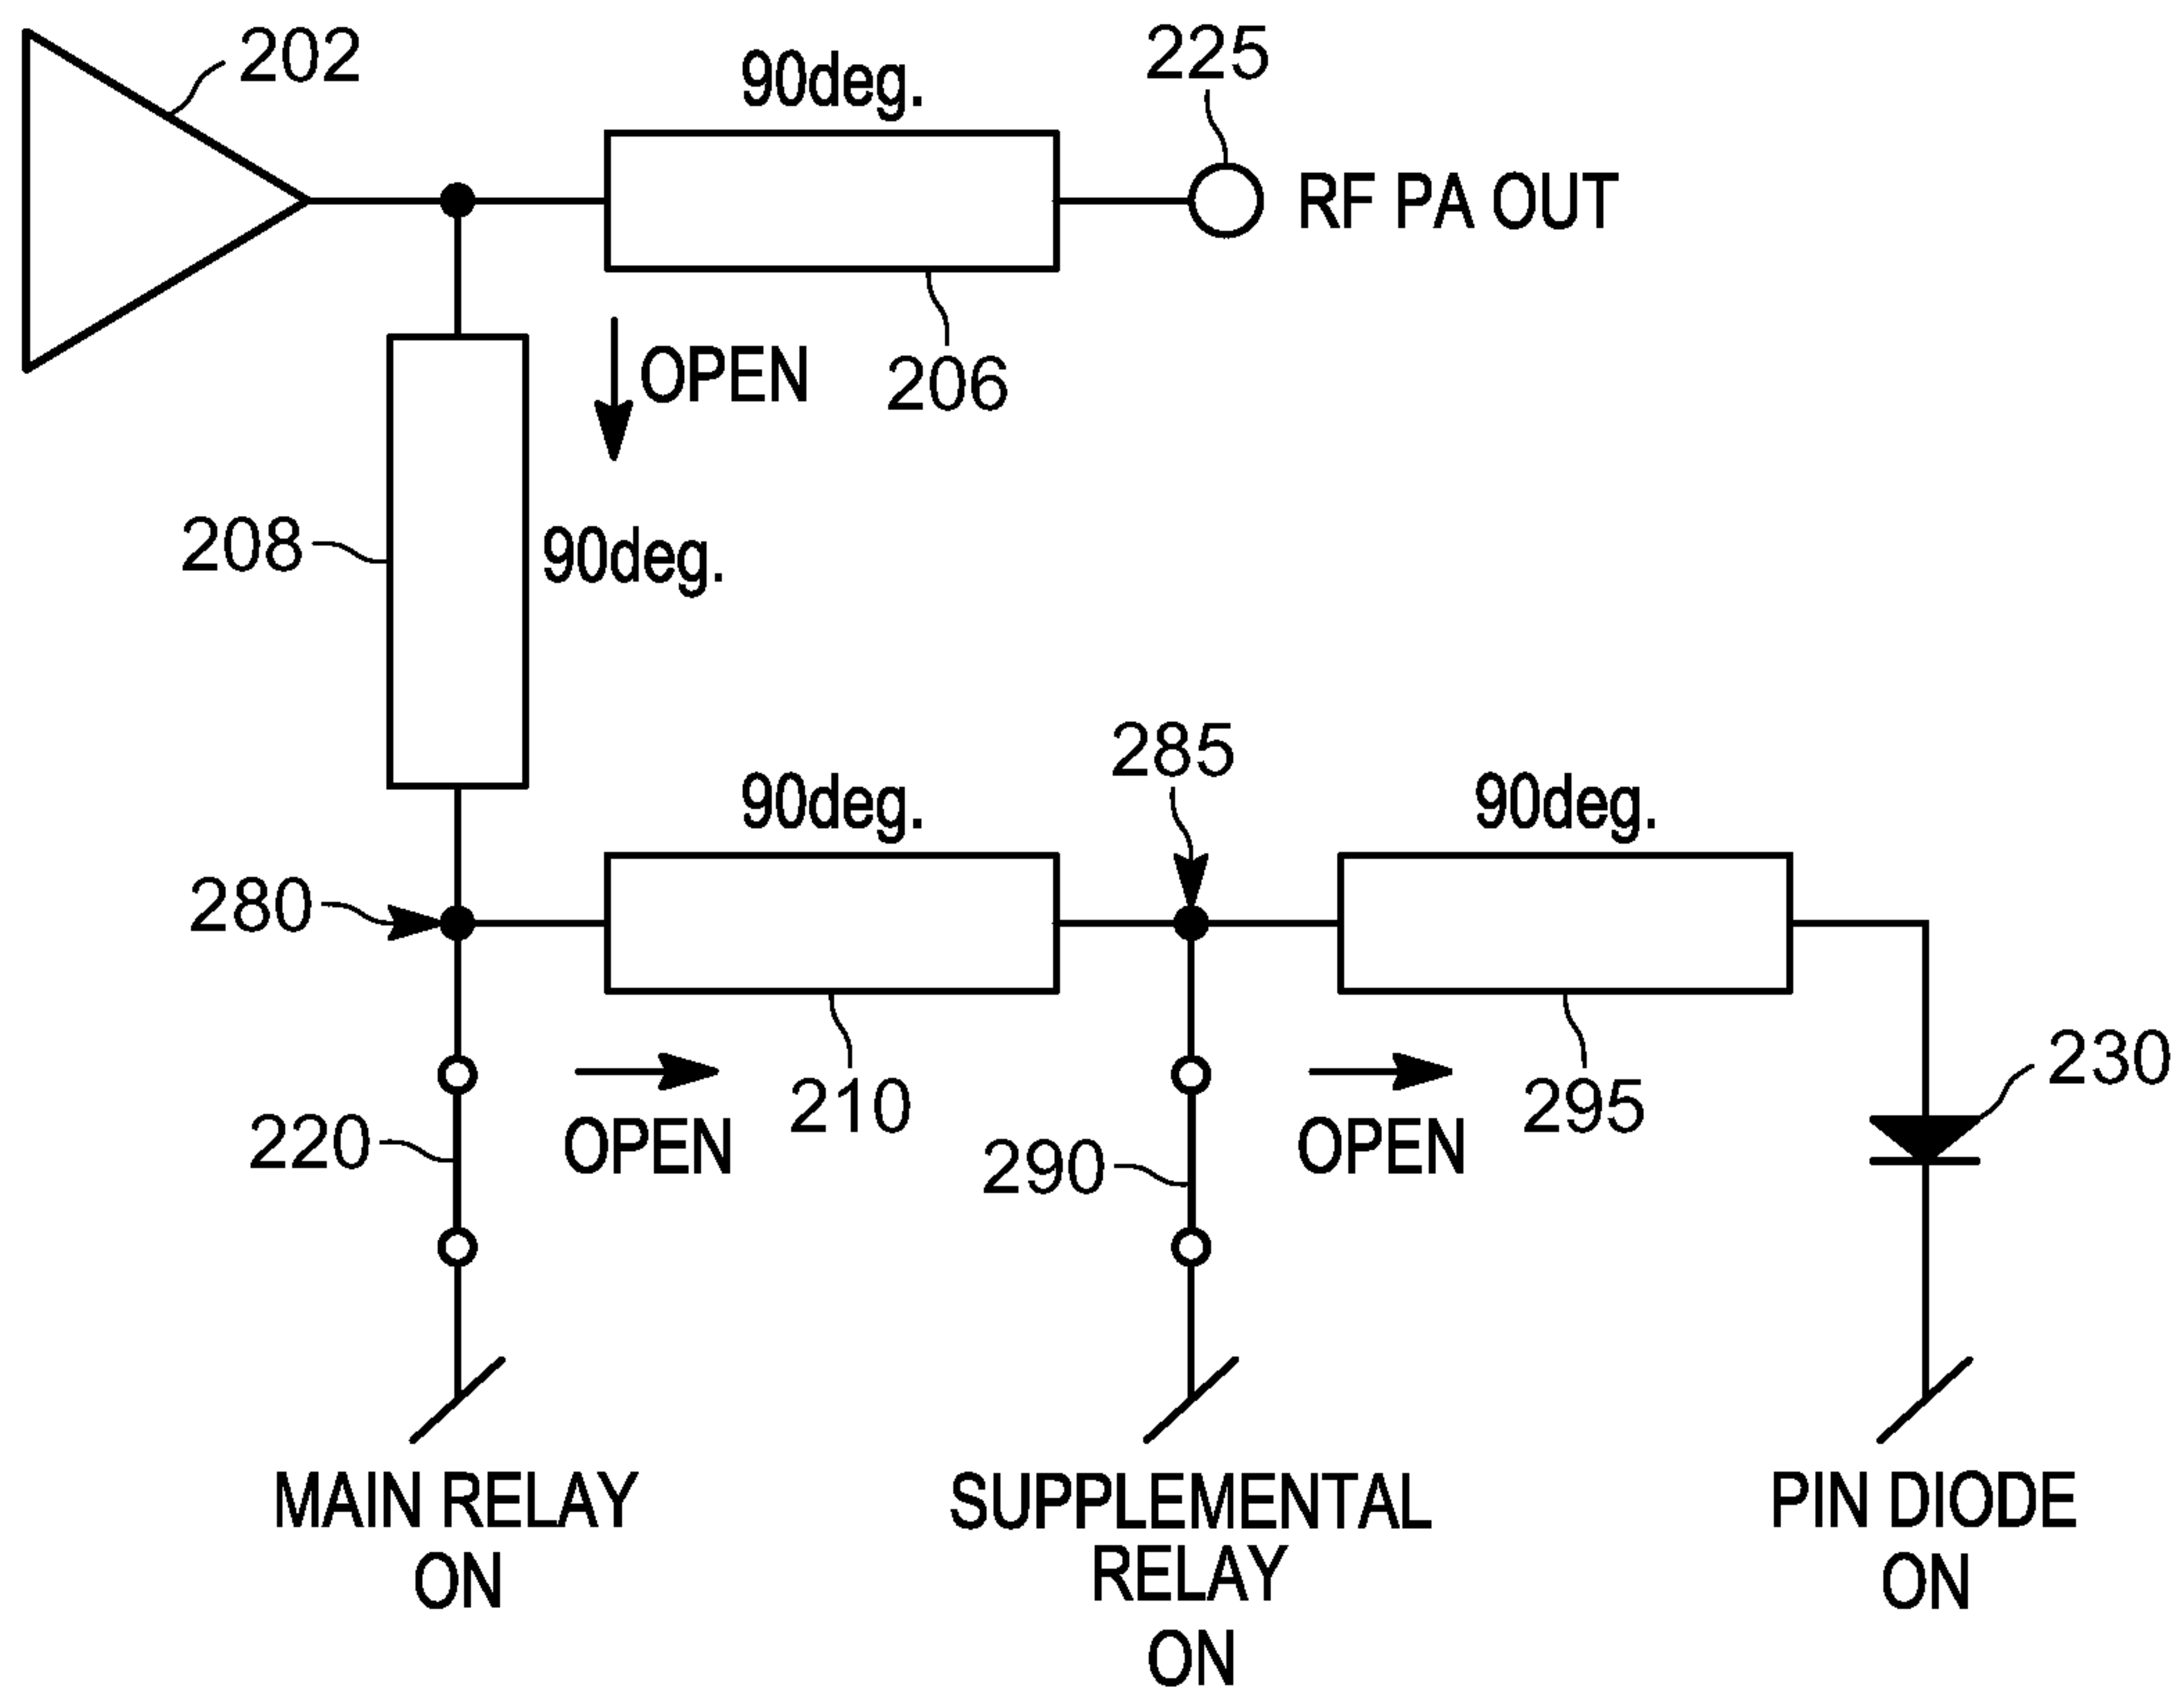 202
90deg.
225
RF PA OUT
OPEN
206
208
90deg.
285
90deg.
90deg.
280
230
220
OPEN
210
290
OPEN
295
MAIN RELAY
ON
SUPPLEMENTAL
RELAY
ON
PIN DIODE
ON